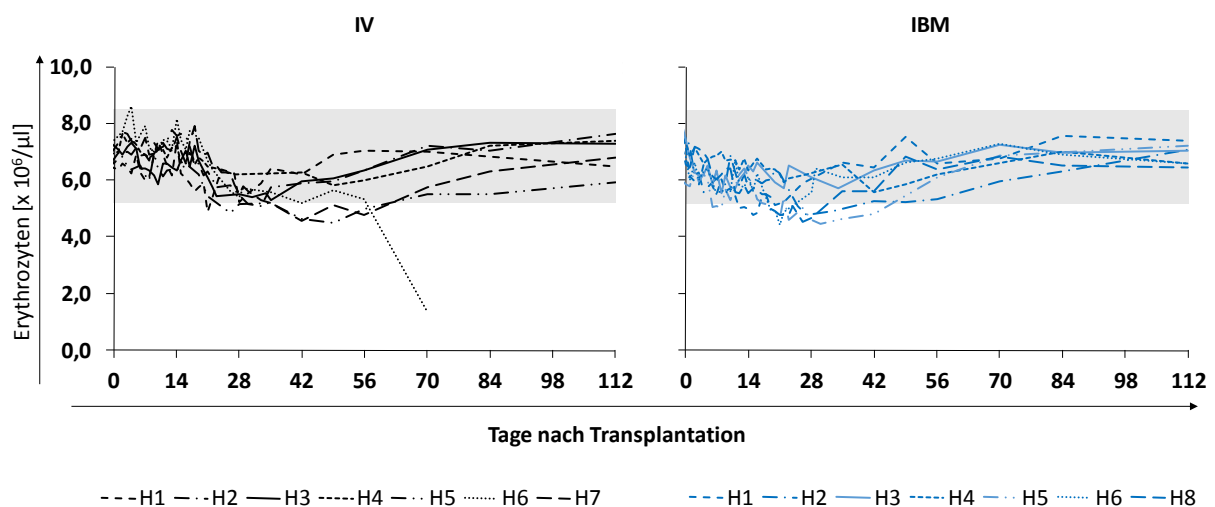 IV
IBM
Erythrozyten [x 10⁶/µl]
10,0
8,0
6,0
4,0
2,0
0,0
0 14 28 42 56 70 84 98 112
0 14 28 42 56 70 84 98 112
Tage nach Transplantation
H1 H2 H3 H4 H5 H6 H7
H1 H2 H3 H4 H5 H6 H8